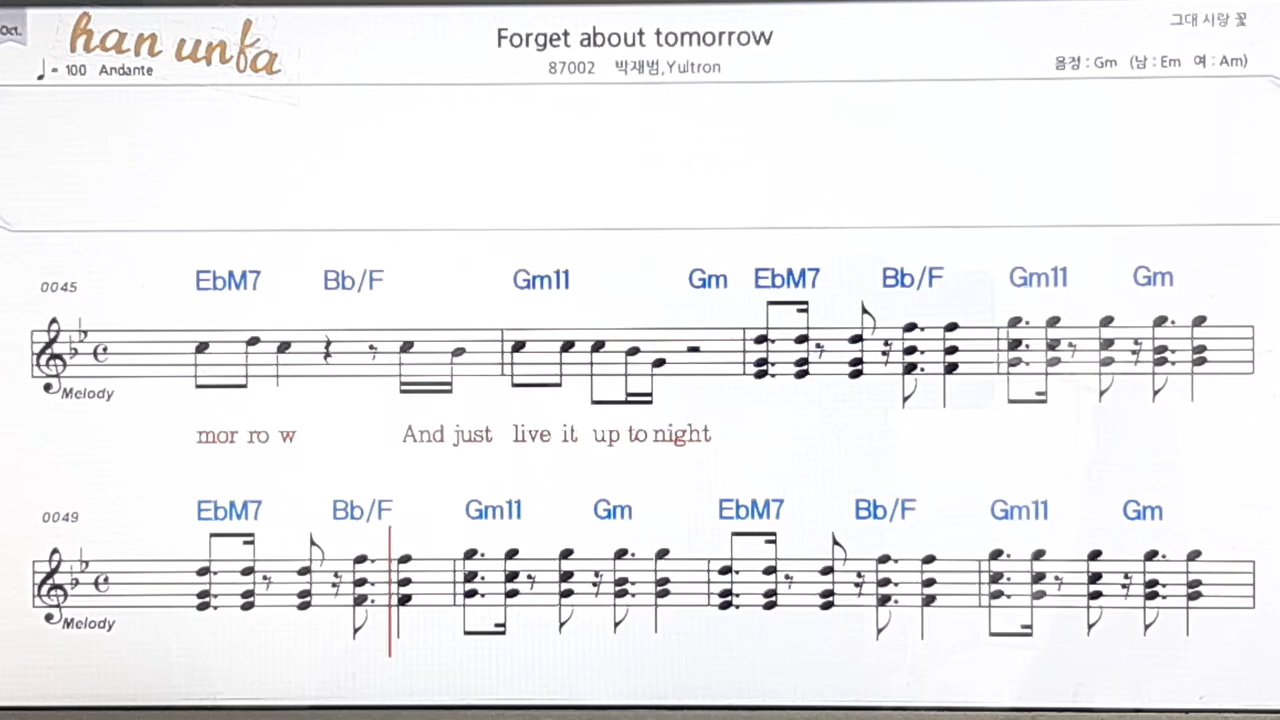 Oct.
han unfa
♩= 100 Andante
Forget about tomorrow
87002 박재범,Yultron
그대 사랑 꽃
음정 : Gm (남 : Em 여 : Am)
0045
EbM7 Bb/F Gm11 Gm EbM7 Bb/F Gm11 Gm
Melody
mor ro w And just live it up to night
0049
EbM7 Bb/F Gm11 Gm EbM7 Bb/F Gm11 Gm
Melody